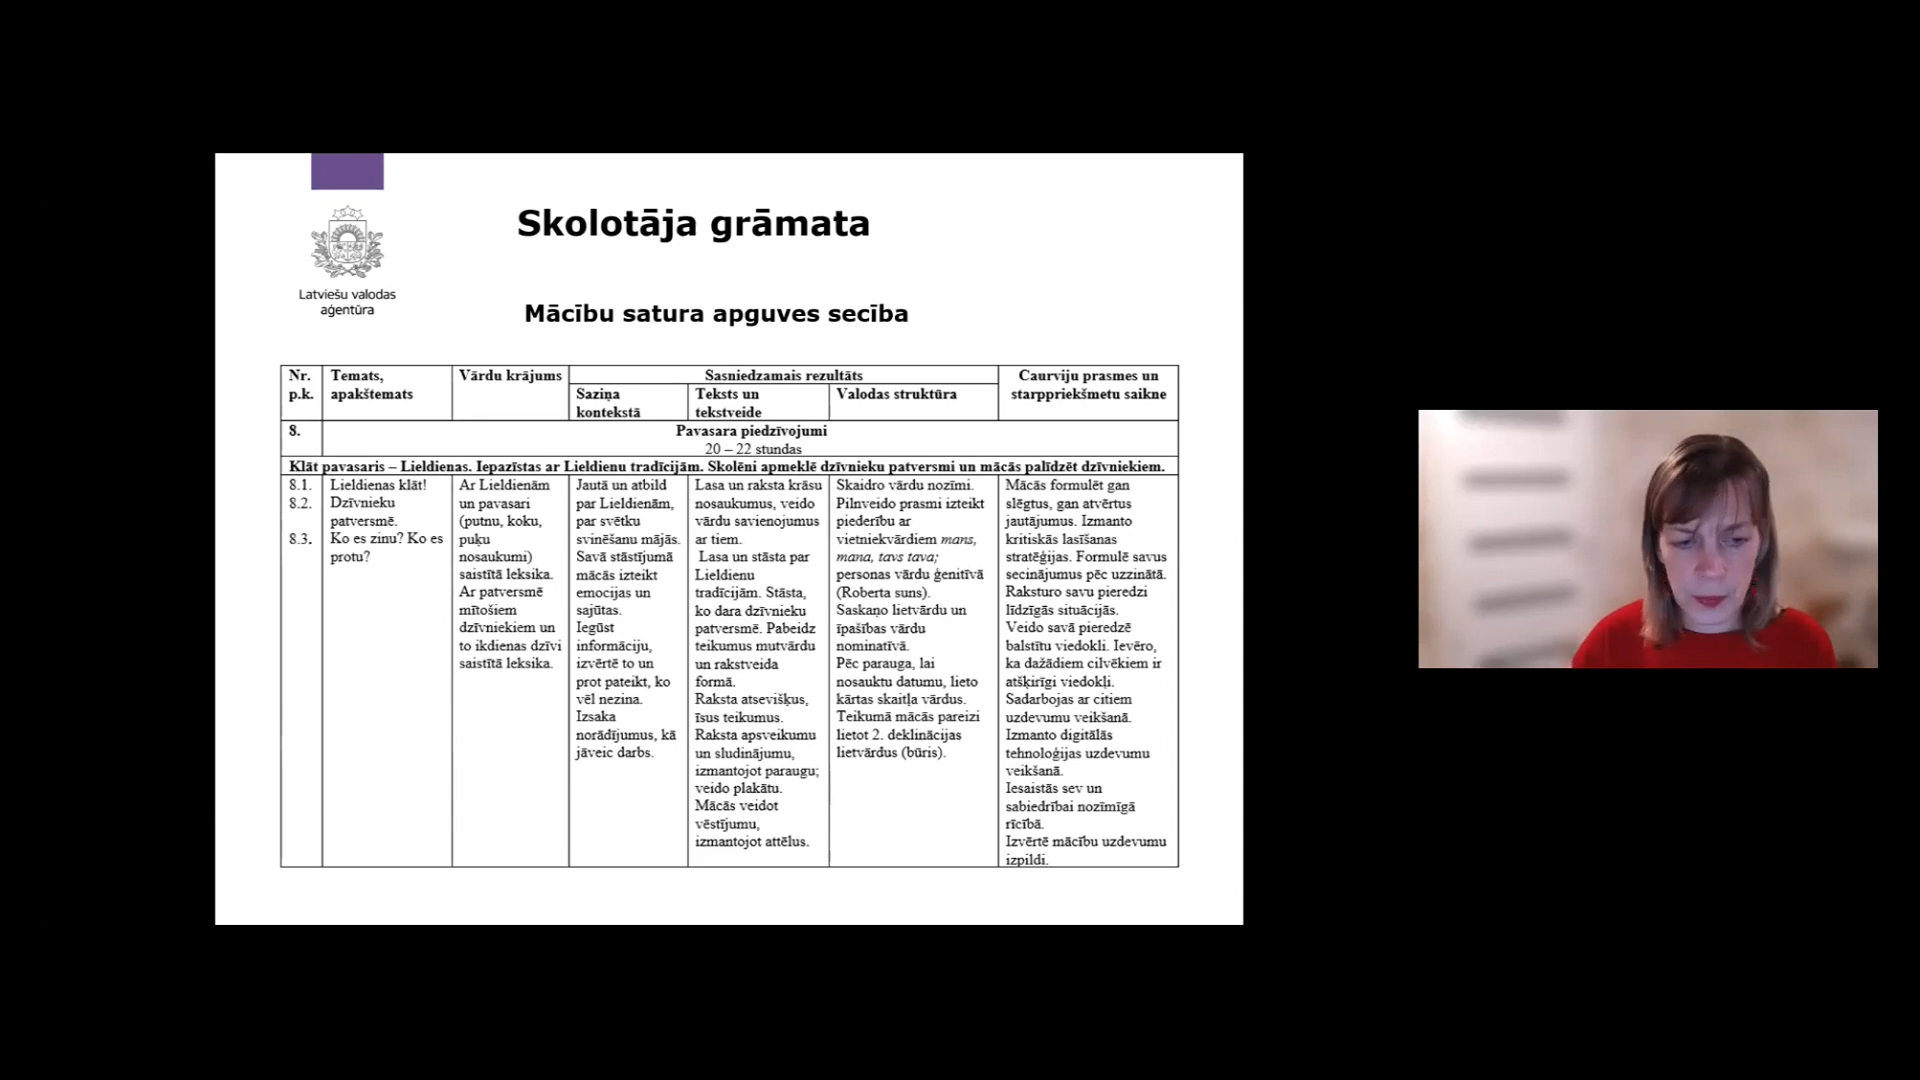 Skolotāja grāmata
Latviešu valodas
aģentūra
Mācību satura apguves secība
Nr.
p.k.
Temats,
apakštemats
Vārdu krājums
Sasniedzamais rezultāts
Saziņa
kontekstā
Teksts un
tekstveide
Valodas struktūra
Caurviju prasmes un
starppriekšmetu saikne
8.
Pavasara piedzīvojumi
20 – 22 stundas
Klāt pavasaris – Lieldienas. Iepazīstas ar Lieldienu tradīcijām. Skolēni apmeklē dzīvnieku patversmi un mācās palīdzēt dzīvniekiem.
8.1.
8.2.
8.3.
Lieldienas klāt!
Dzīvnieku
patversmē.
Ko es zinu? Ko es
protu?
Ar Lieldienām
un pavasari
(putnu, koku,
puķu
nosaukumi)
saistītā leksika.
Ar patversmē
mītošiem
dzīvniekiem un
to ikdienas dzīvi
saistītā leksika.
Jautā un atbild
par Lieldienām,
par svētku
svinēšanu mājās.
Savā stāstījumā
mācās izteikt
emocijas un
sajūtas.
Iegūst
informāciju,
izvērtē to un
prot pateikt, ko
vēl nezina.
Izsaka
norādījumus, kā
jāveic darbs.
Lasa un raksta krāsu
nosaukumus, veido
vārdu savienojumus
ar tiem.
Lasa un stāsta par
Lieldienu
tradīcijām. Stāsta,
ko dara dzīvnieku
patversmē. Pabeidz
teikumus mutvārdu
un rakstveida
formā.
Raksta atsevišķus,
īsus teikumus.
Raksta apsveikumu
un sludinājumu,
izmantojot paraugu;
veido plakātu.
Mācās veidot
vēstījumu,
izmantojot attēlus.
Skaidro vārdu nozīmi.
Pilnveido prasmi izteikt
piederību ar
vietniekvārdiem mans,
mana, tavs tava;
personas vārdu ģenitīvā
(Roberta suns).
Saskaņo lietvārdu un
īpašības vārdu
nominatīvā.
Pēc parauga, lai
nosauktu datumu, lieto
kārtas skaitļa vārdus.
Teikumā mācās pareizi
lietot 2. deklinācijas
lietvārdus (būris).
Mācās formulēt gan
slēgtus, gan atvērtus
jautājumus. Izmanto
kritiskās lasīšanas
stratēģijas. Formulē savus
secinājumus pēc uzzinātā.
Raksturo savu pieredzi
līdzīgās situācijās.
Veido savā pieredzē
balstītu viedokli. Ievēro,
ka dažādiem cilvēkiem ir
atšķirīgi viedokļi.
Sadarbojas ar citiem
uzdevumu veikšanā.
Izmanto digitālās
tehnoloģijas uzdevumu
veikšanā.
Iesaistās sev un
sabiedrībai nozīmīgā
rīcībā.
Izvērtē mācību uzdevumu
izpildi.